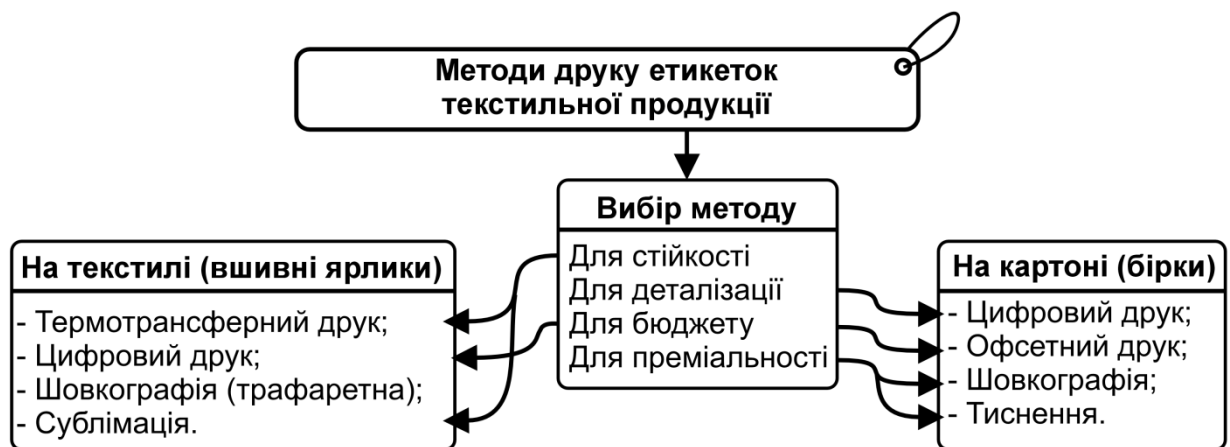 Методи друку етикеток
текстильної продукції
Вибір методу
Для стійкості
Для деталізації
Для бюджету
Для преміальності
На текстилі (вшивні ярлики)
- Термотрансферний друк;
- Цифровий друк;
- Шовкографія (трафаретна);
- Сублімація.
На картоні (бірки)
- Цифровий друк;
- Офсетний друк;
- Шовкографія;
- Тиснення.